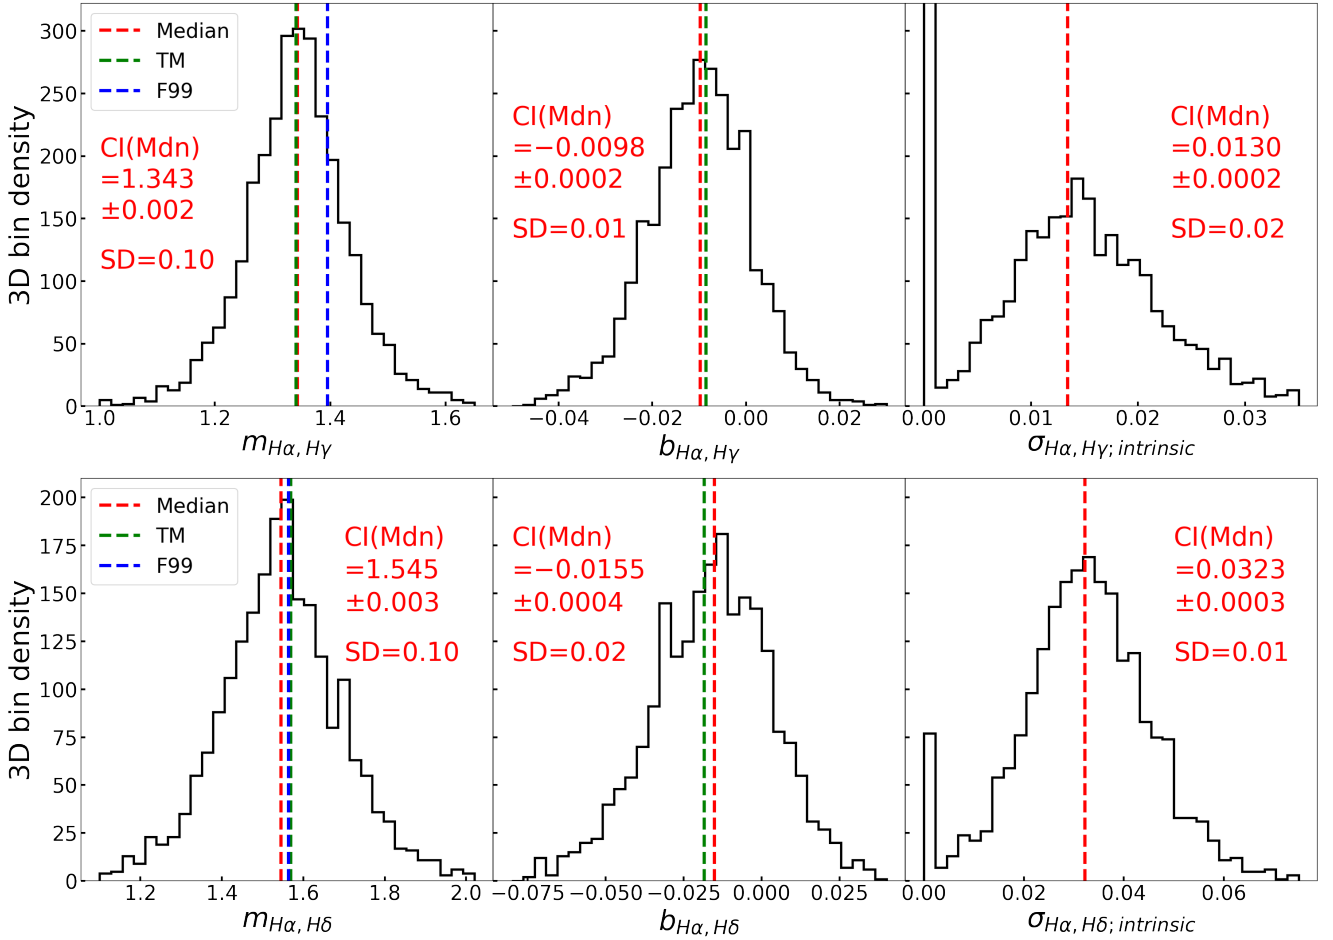 Median
TM
F99
CI(Mdn)
=1.343
±0.002
SD=0.10
3D bin density
0
50
100
150
200
250
300
1.0
1.2
1.4
1.6
m_{Hα, Hγ}
CI(Mdn)
=−0.0098
±0.0002
SD=0.01
−0.04
−0.02
0.00
0.02
b_{Hα, Hγ}
CI(Mdn)
=0.0130
±0.0002
SD=0.02
0.00
0.01
0.02
0.03
σ_{Hα, Hγ; intrinsic}
Median
TM
F99
CI(Mdn)
=1.545
±0.003
SD=0.10
3D bin density
0
25
50
75
100
125
150
175
200
1.2
1.4
1.6
1.8
2.0
m_{Hα, Hδ}
CI(Mdn)
=−0.0155
±0.0004
SD=0.02
−0.075
−0.050
−0.025
0.000
0.025
b_{Hα, Hδ}
CI(Mdn)
=0.0323
±0.0003
SD=0.01
0.00
0.02
0.04
0.06
σ_{Hα, Hδ; intrinsic}